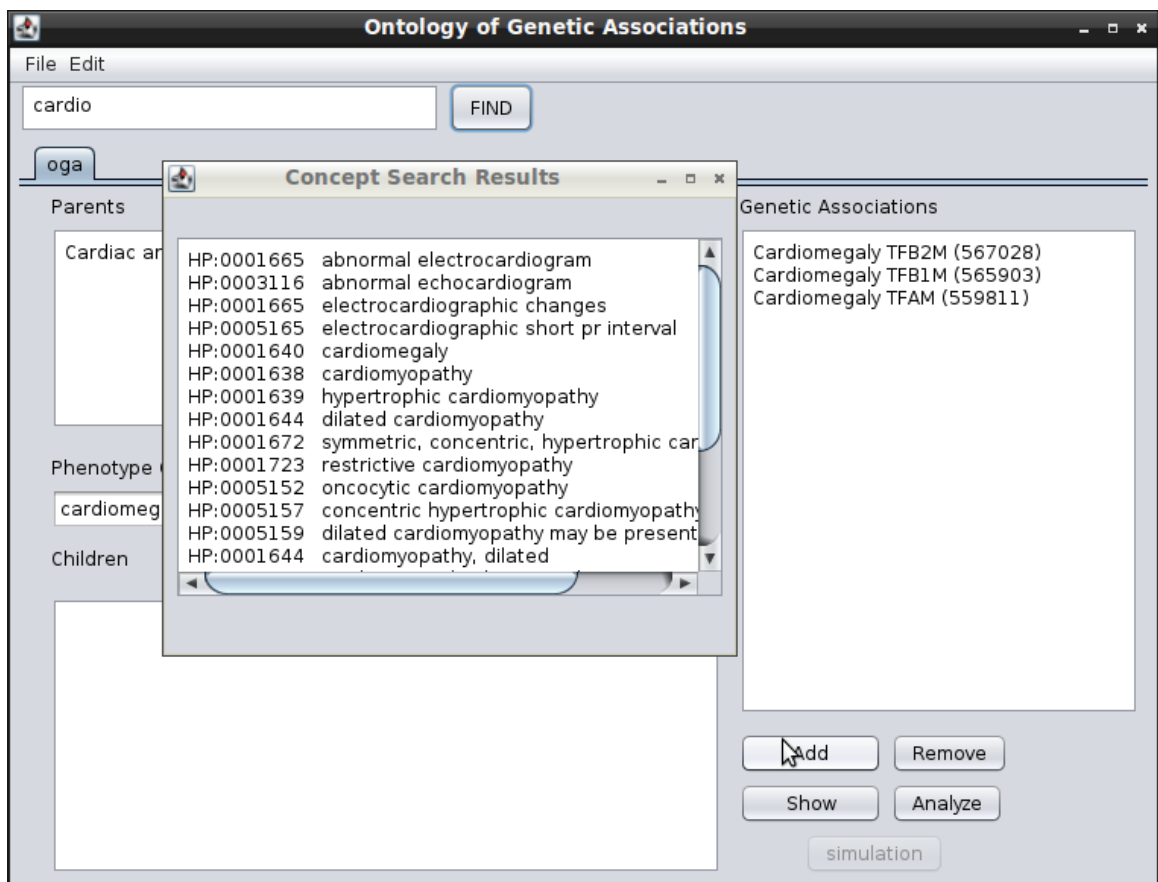 Ontology of Genetic Associations
File Edit
cardio
FIND
oga
Parents
Cardiac
Phenotype
cardiomeg
Children
Concept Search Results
HP:0001665 abnormal electrocardiogram
HP:0003116 abnormal echocardiogram
HP:0001665 electrocardiographic changes
HP:0005165 electrocardiographic short pr interval
HP:0001640 cardiomegaly
HP:0001638 cardiomyopathy
HP:0001639 hypertrophic cardiomyopathy
HP:0001644 dilated cardiomyopathy
HP:0001672 symmetric, concentric, hypertrophic car
HP:0001723 restrictive cardiomyopathy
HP:0005152 oncocytic cardiomyopathy
HP:0005157 concentric hypertrophic cardiomyopathy
HP:0005159 dilated cardiomyopathy may be present
HP:0001644 cardiomyopathy, dilated
Genetic Associations
Cardiomegaly TFB2M (567028)
Cardiomegaly TFB1M (565903)
Cardiomegaly TFAM (559811)
Add Remove
Show Analyze
simulation